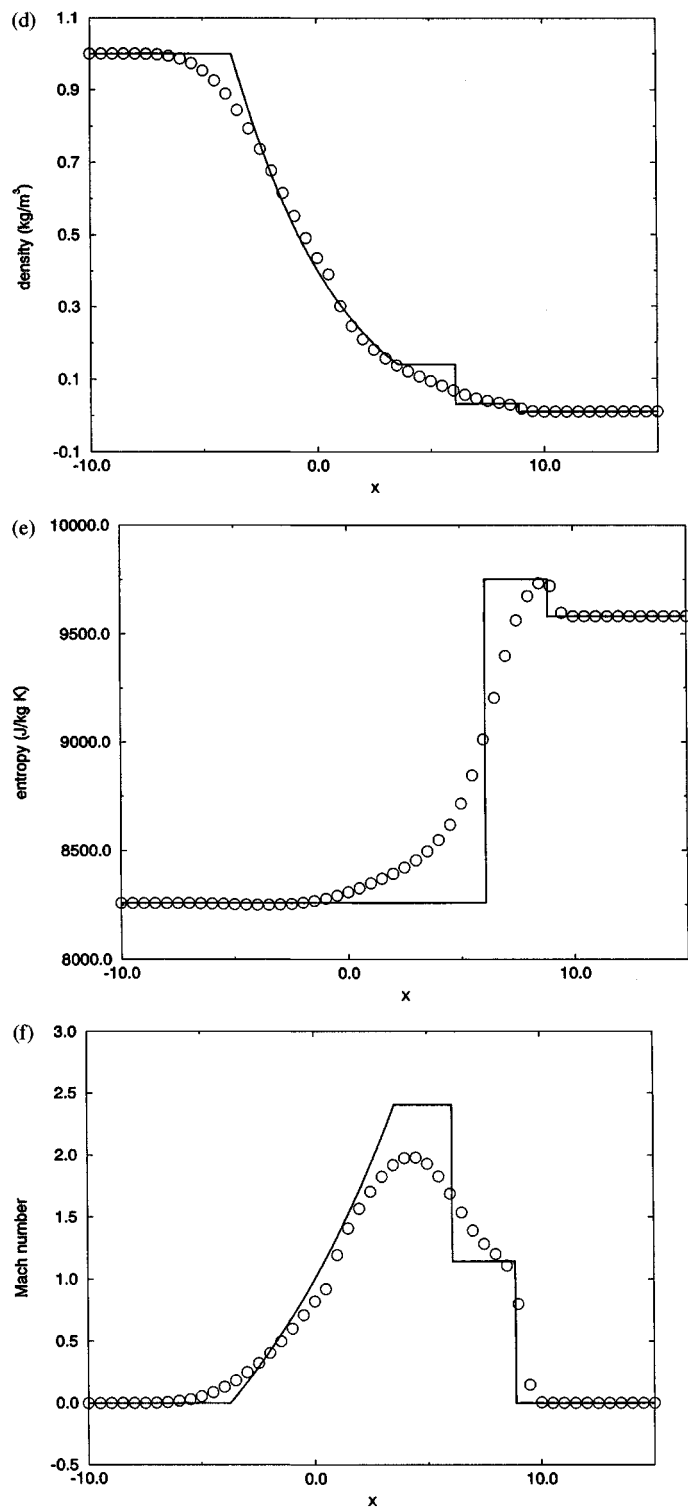 (d)
1.1
0.9
0.7
0.5
0.3
0.1
-0.1
density (kg/m³)
-10.0 0.0 10.0
x
(e)
10000.0
9500.0
9000.0
8500.0
8000.0
entropy (J/kg K)
-10.0 0.0 10.0
x
(f)
3.0
2.5
2.0
1.5
1.0
0.5
0.0
-0.5
Mach number
-10.0 0.0 10.0
x